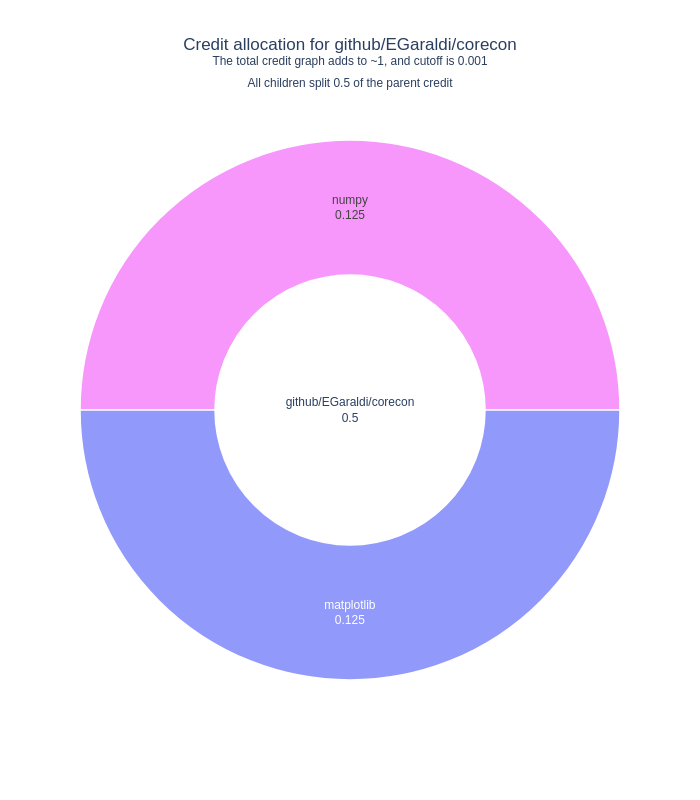 Credit allocation for github/EGaraldi/corecon
The total credit graph adds to ~1, and cutoff is 0.001
All children split 0.5 of the parent credit
numpy
0.125
github/EGaraldi/corecon
0.5
matplotlib
0.125